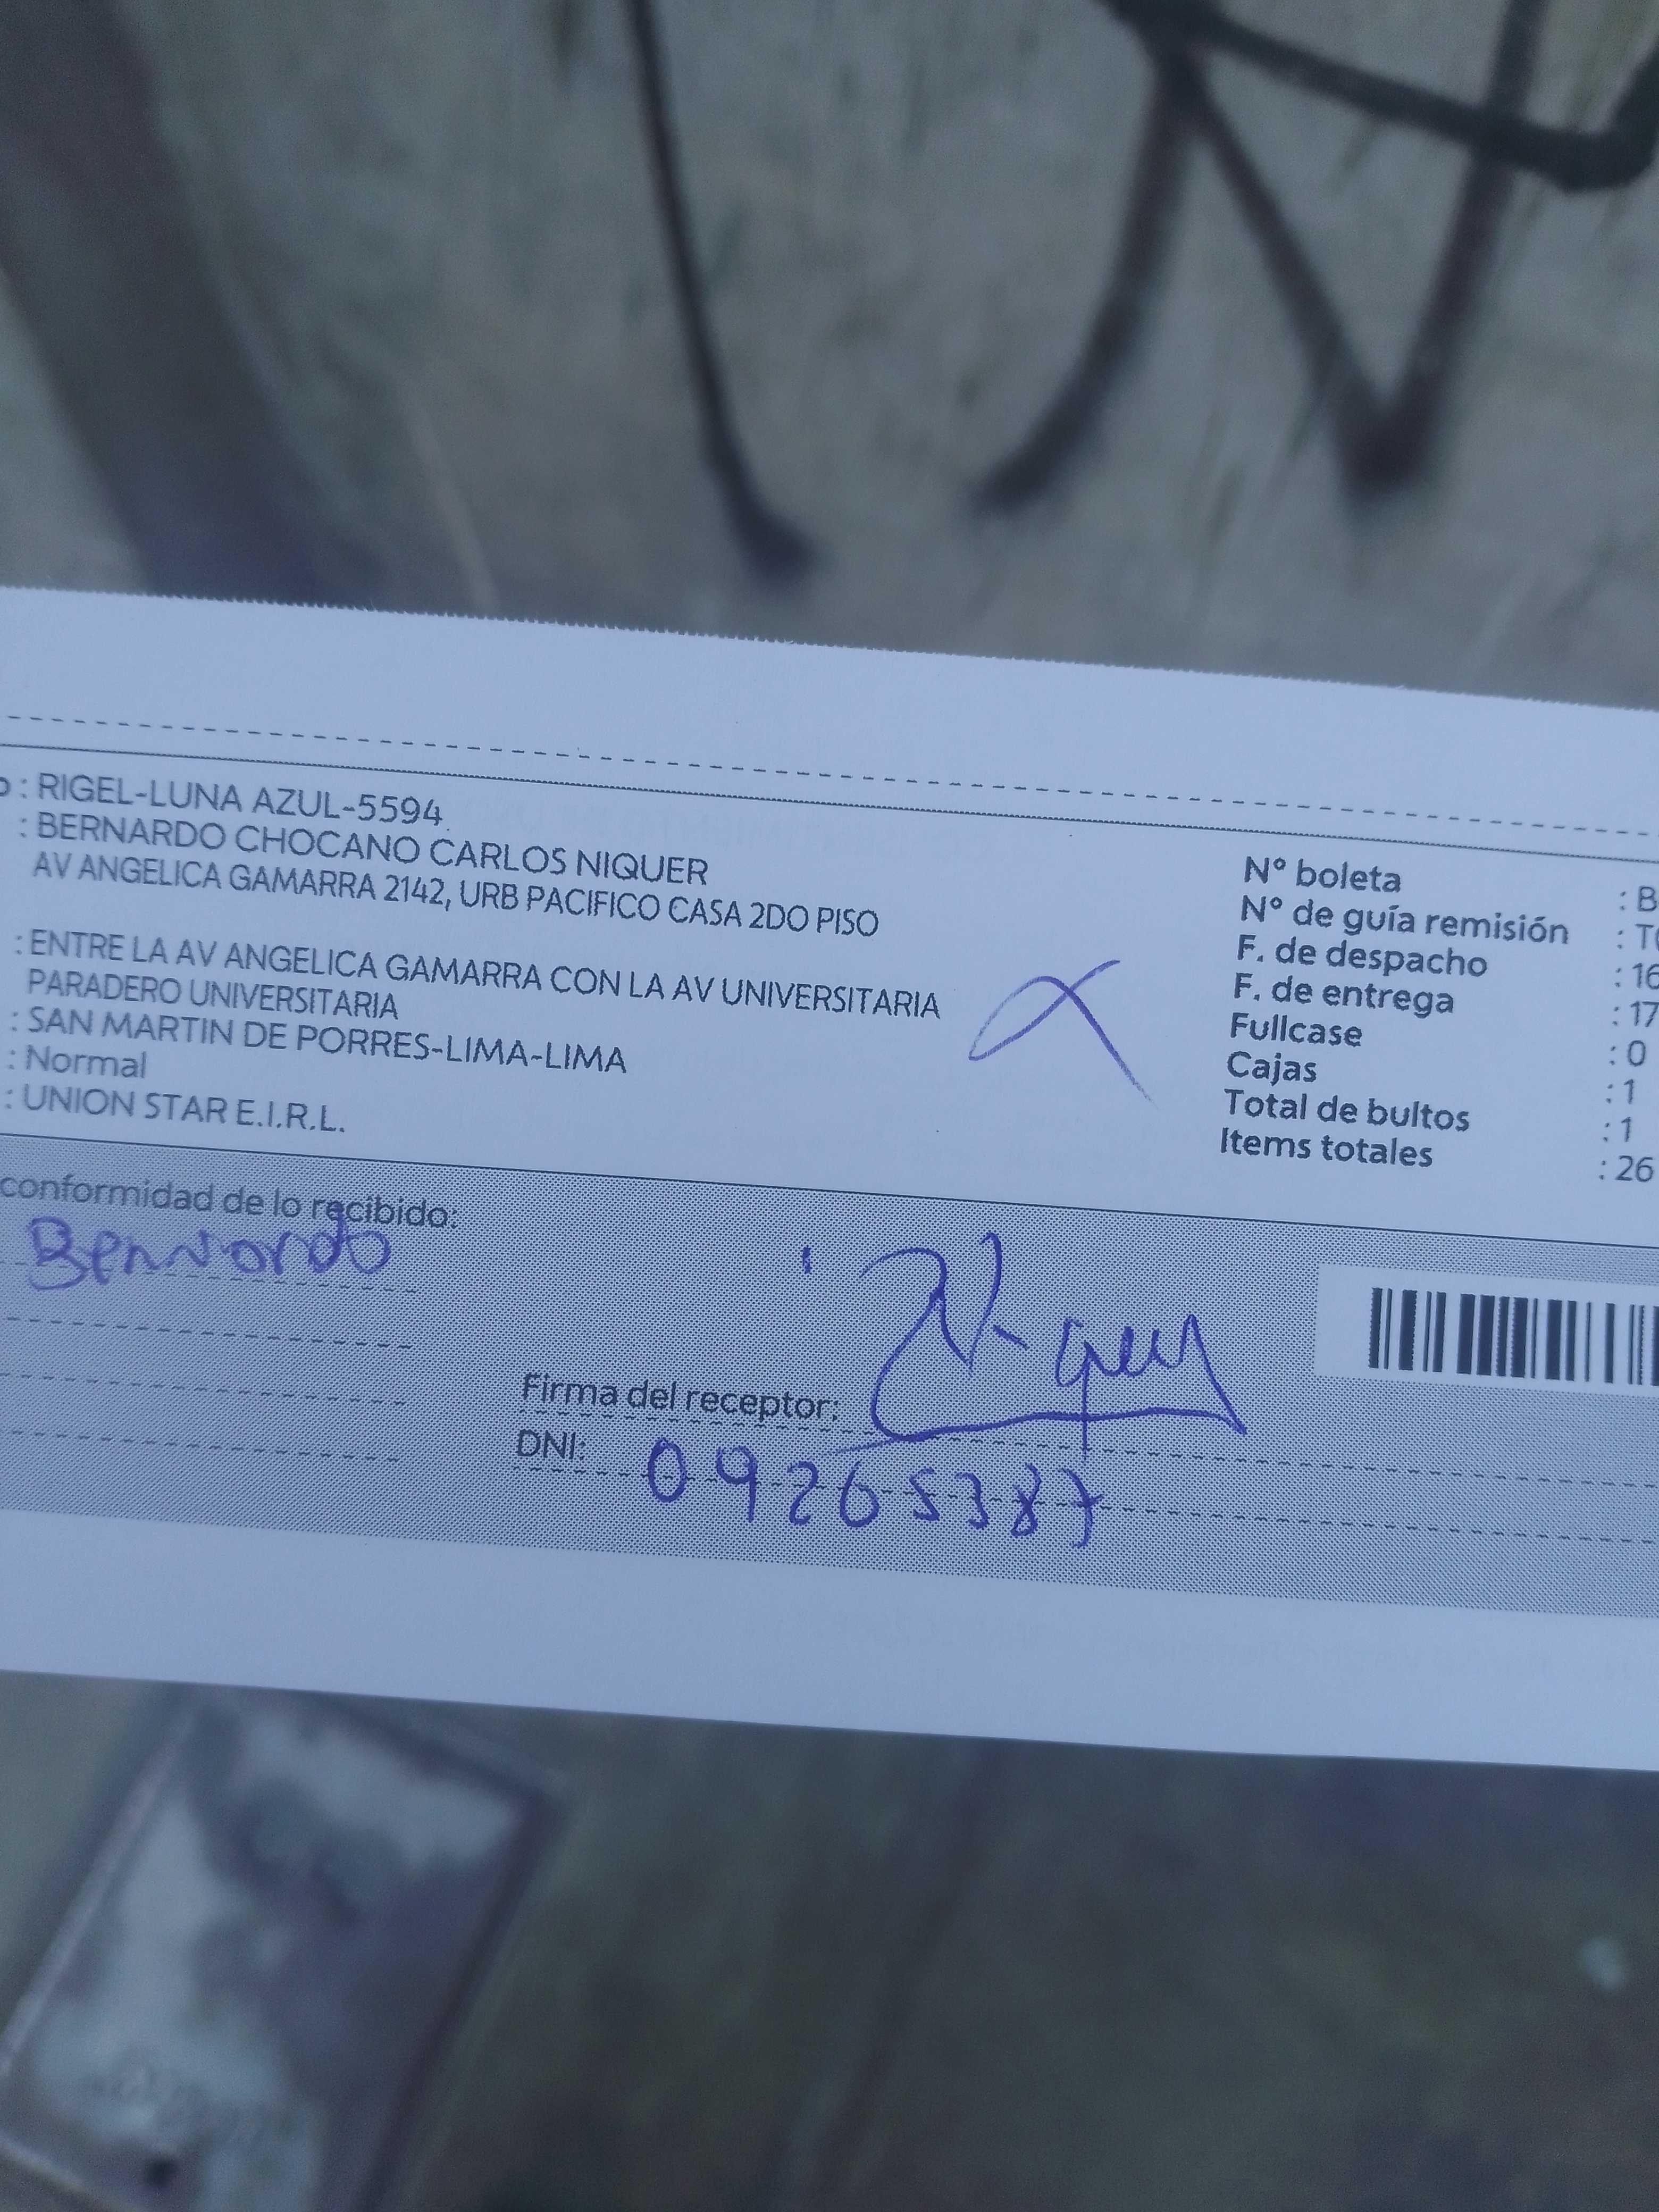 : RIGEL-LUNA AZUL-5594
: BERNARDO CHOCANO CARLOS NIQUER
AV ANGELICA GAMARRA 2142, URB PACIFICO CASA 2DO PISO
: ENTRE LA AV ANGELICA GAMARRA CON LA AV UNIVERSITARIA
PARADERO UNIVERSITARIA
: SAN MARTIN DE PORRES-LIMA-LIMA
: Normal
: UNION STAR E.I.R.L.
N° boleta : B
N° de guía remisión : T
F. de despacho : 16
F. de entrega : 17
Fullcase : 0
Cajas : 1
Total de bultos : 1
Items totales : 26
conformidad de lo recibido:
Bernardo
Firma del receptor:
DNI: 09265387